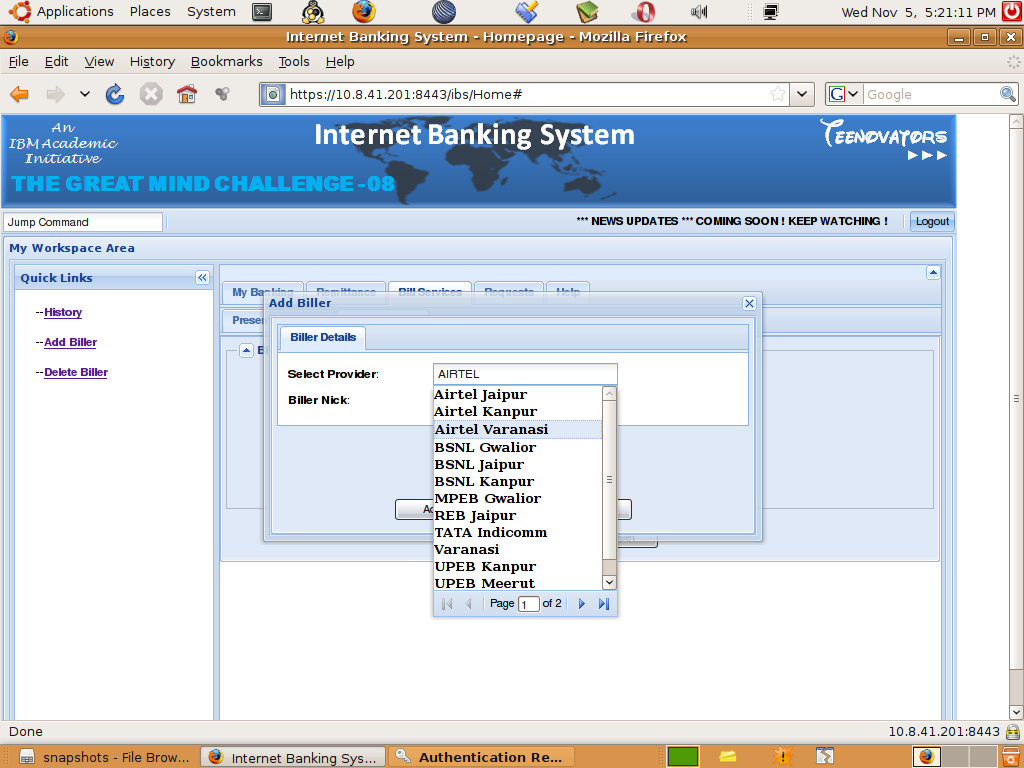 Applications Places System
Wed Nov 5, 5:21:11 PM
Internet Banking System - Homepage - Mozilla Firefox
File Edit View History Bookmarks Tools Help
https://10.8.41.201:8443/ibs/Home#
G Google
An
IBM Academic
Initiative
Internet Banking System
TEENOVATORS
THE GREAT MIND CHALLENGE -08
Jump Command
*** NEWS UPDATES *** COMING SOON ! KEEP WATCHING !
Logout
My Workspace Area
Quick Links
--History
--Add Biller
--Delete Biller
My Banking Remittance Bill Services Requests Help
Add Biller
Biller Details
Select Provider:
AIRTEL
Biller Nick:
Airtel Jaipur
Airtel Kanpur
Airtel Varanasi
BSNL Gwalior
BSNL Jaipur
BSNL Kanpur
MPEB Gwalior
REB Jaipur
TATA Indicomm
Varanasi
UPEB Kanpur
UPEB Meerut
Page 1 of 2
Done
10.8.41.201:8443
snapshots - File Brow...
Internet Banking Sys...
Authentication Re...